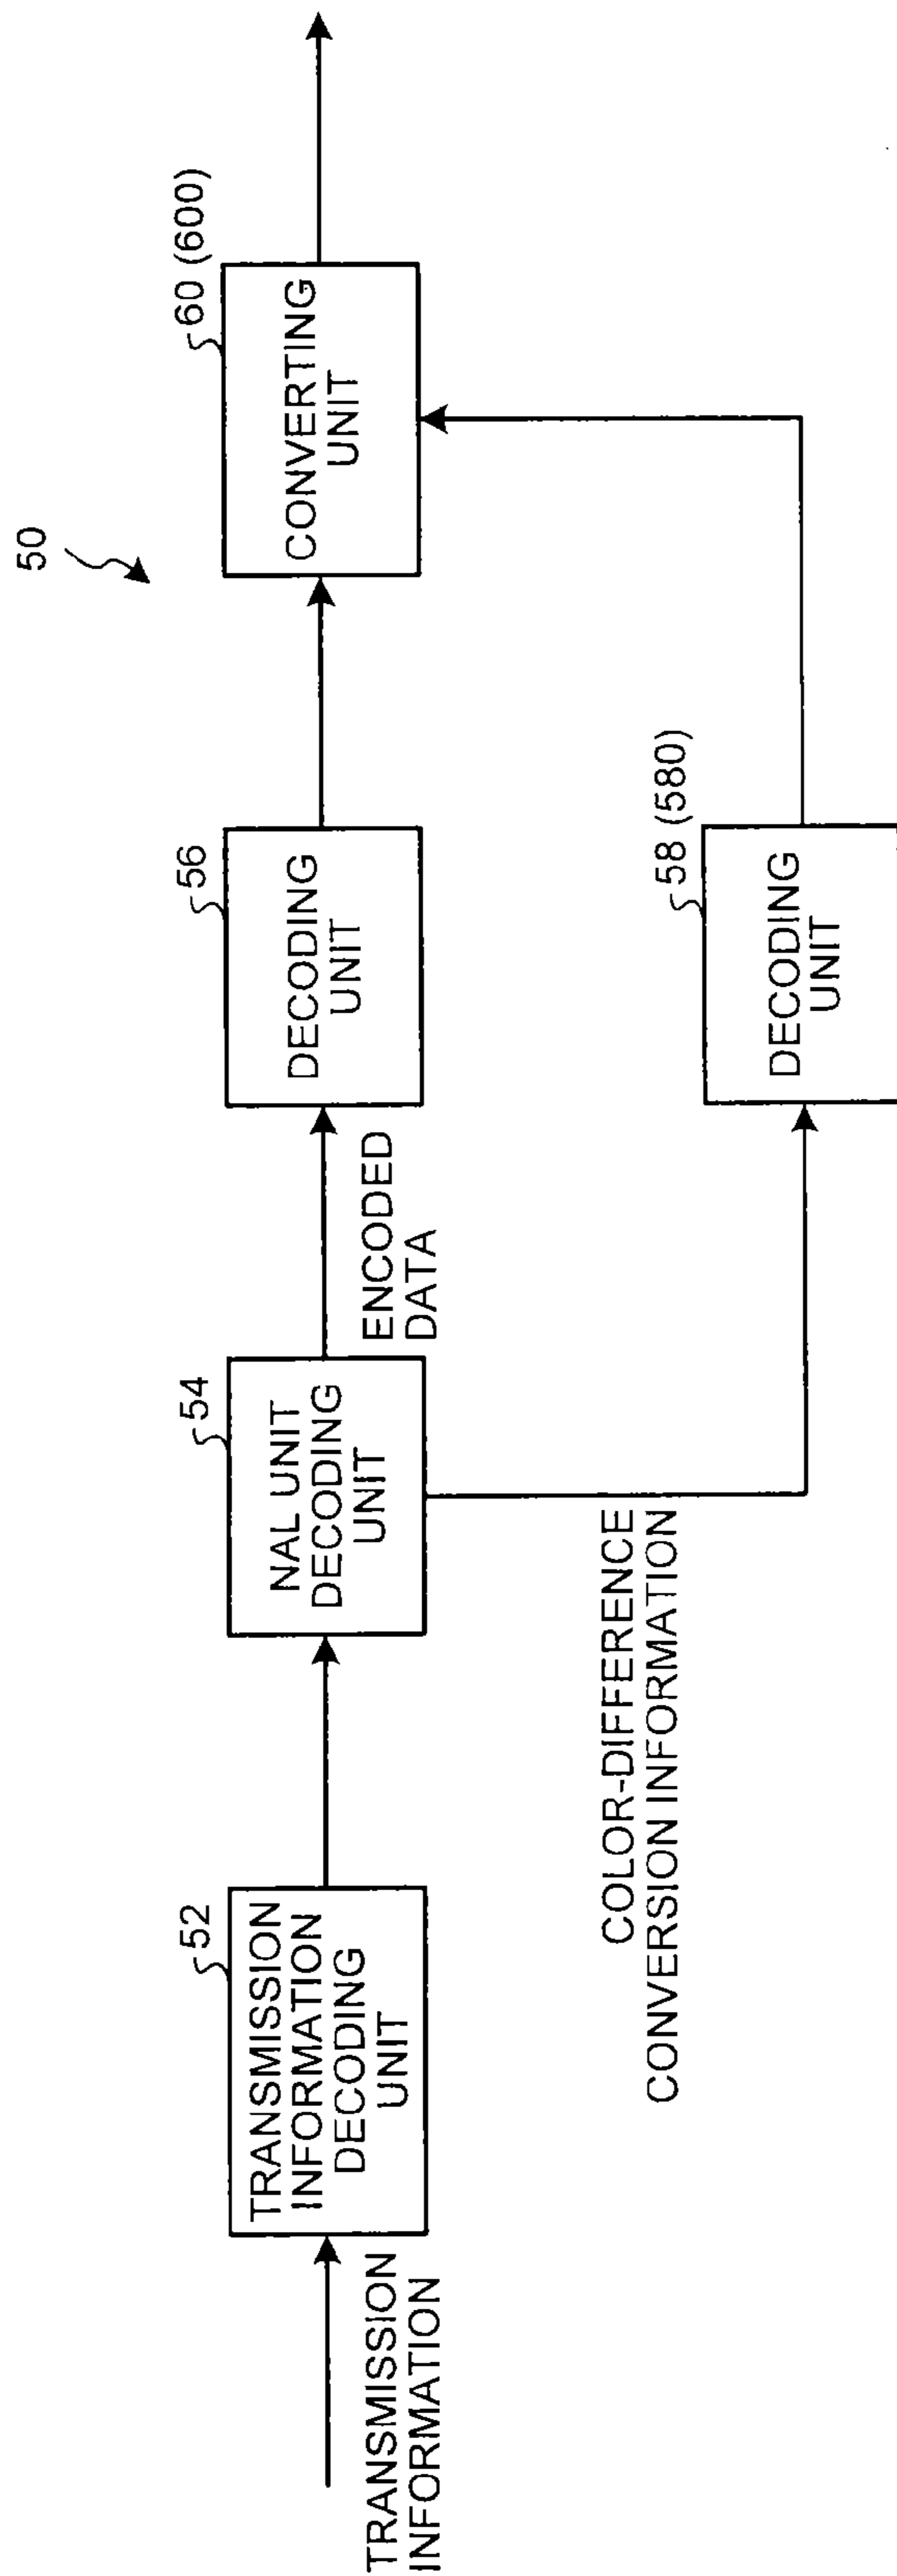 50
TRANSMISSION
INFORMATION
52
TRANSMISSION
INFORMATION
DECODING
UNIT
54
NAL UNIT
DECODING
UNIT
ENCODED
DATA
56
DECODING
UNIT
60 (600)
CONVERTING
UNIT
COLOR-DIFFERENCE
CONVERSION INFORMATION
58 (580)
DECODING
UNIT